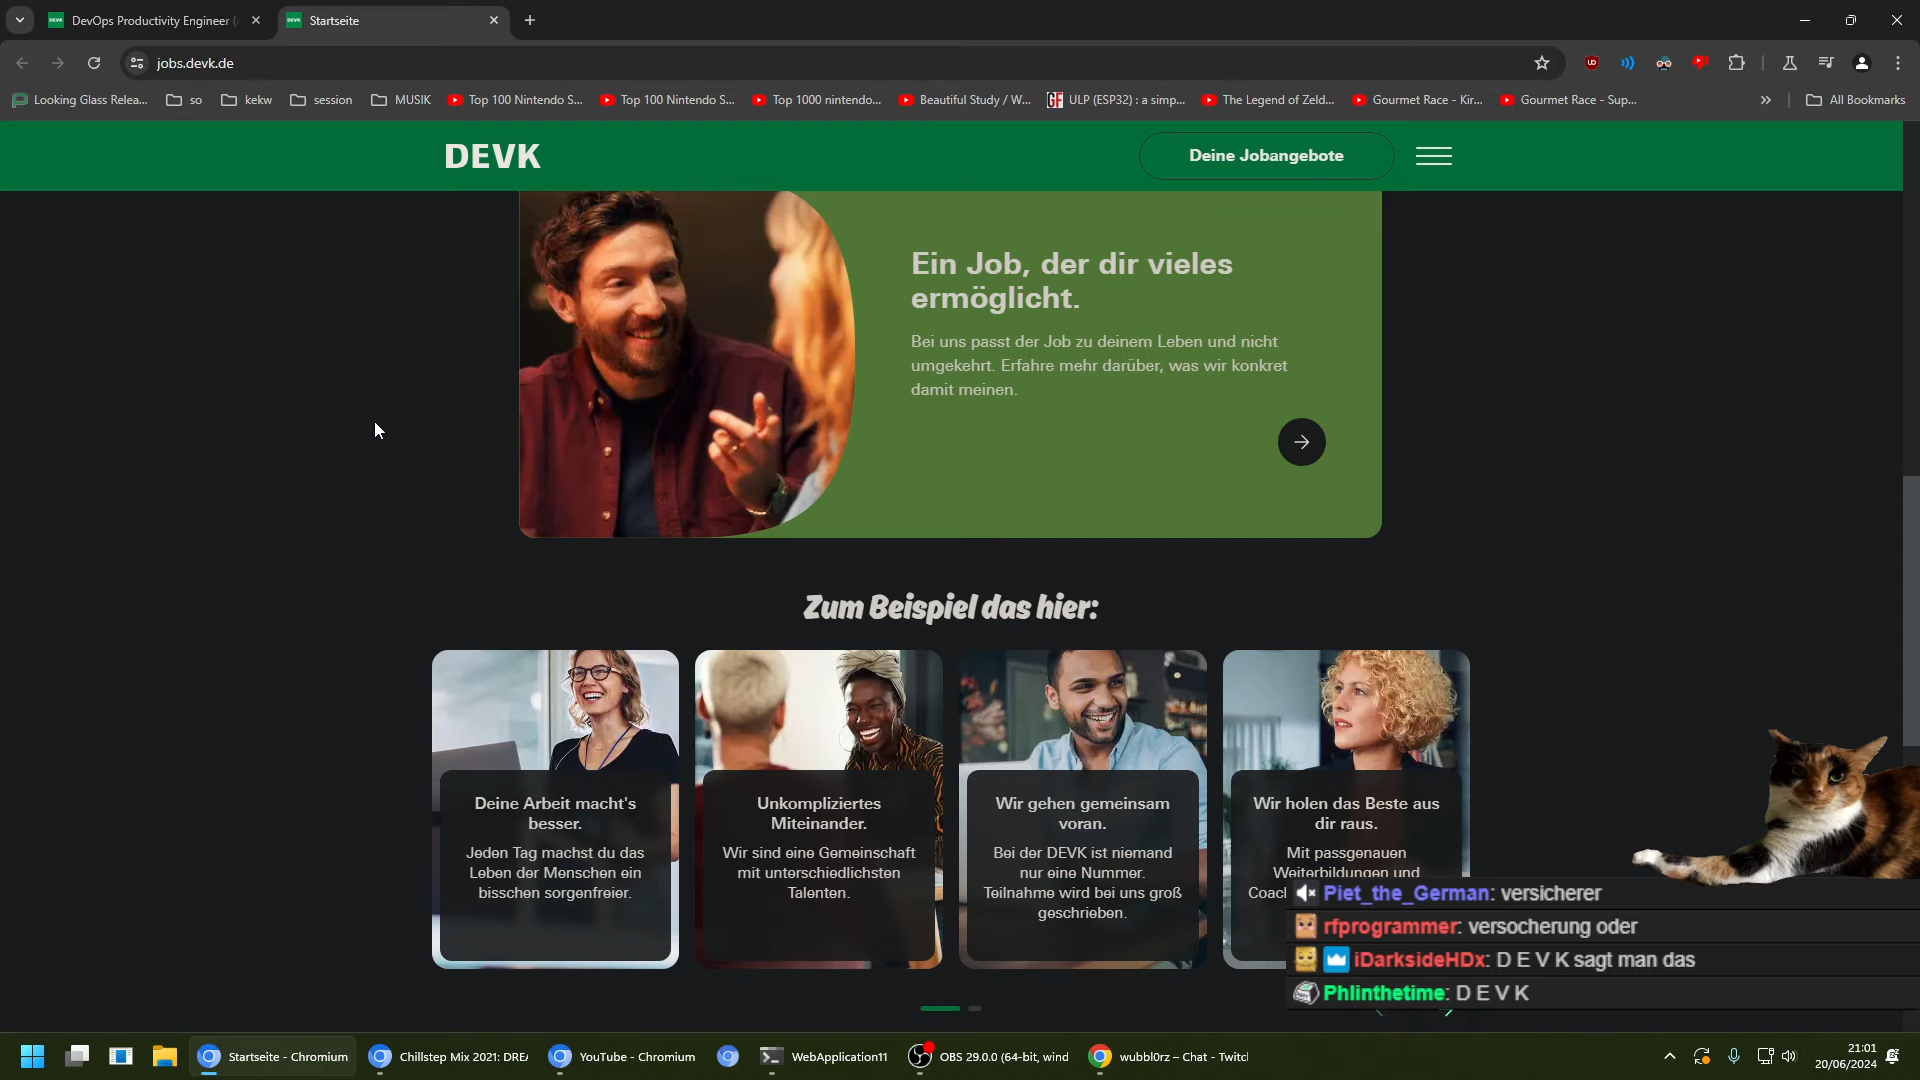 DevOps Productivity Engineer (
Startseite
jobs.devk.de
Looking Glass Relea...
so
kekw
session
MUSIK
Top 100 Nintendo S...
Top 100 Nintendo S...
Top 1000 nintendo...
Beautiful Study / W...
ULP (ESP32) : a simp...
The Legend of Zeld...
Gourmet Race - Kir...
Gourmet Race - Sup...
All Bookmarks
DEVK
Deine Jobangebote
Ein Job, der dir vieles
ermöglicht.
Bei uns passt der Job zu deinem Leben und nicht
umgekehrt. Erfahre mehr darüber, was wir konkret
damit meinen.
Zum Beispiel das hier:
Deine Arbeit macht's
besser.
Jeden Tag machst du das
Leben der Menschen ein
bisschen sorgenfreier.
Unkompliziertes
Miteinander.
Wir sind eine Gemeinschaft
mit unterschiedlichsten
Talenten.
Wir gehen gemeinsam
voran.
Bei der DEVK ist niemand
nur eine Nummer.
Teilnahme wird bei uns groß
geschrieben.
Wir holen das Beste aus
dir raus.
Mit passgenauen
Weiterbildungen und
Coacl
Piet_the_German: versicherer
rfprogrammer: versocherung oder
iDarksideHDx: D E V K sagt man das
Phlinthetime: D E V K
Startseite - Chromium
Chillstep Mix 2021: DREA
YouTube - Chromium
WebApplication11
OBS 29.0.0 (64-bit, wind
wubbl0rz – Chat - Twitcl
21:01
20/06/2024